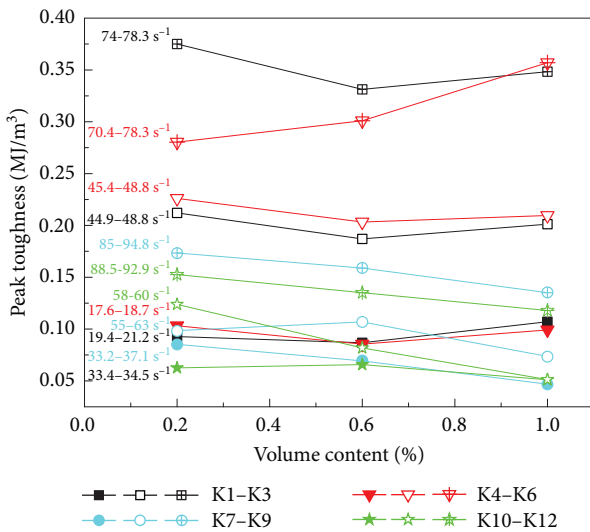 0.40
74–78.3 s⁻¹
0.35
0.30
70.4–78.3 s⁻¹
0.25
45.4–48.8 s⁻¹
0.20
44.9–48.8 s⁻¹
85–94.8 s⁻¹
0.15
88.5-92.9 s⁻¹
58–60 s⁻¹
17.6–18.7 s⁻¹
0.10
55–63 s⁻¹
19.4–21.2 s⁻¹
33.2–37.1 s⁻¹
0.05
33.4–34.5 s⁻¹
Peak toughness (MJ/m³)
0.2 0.4 0.6 0.8 1.0
Volume content (%)
K1–K3 K4–K6
K7–K9 K10–K12